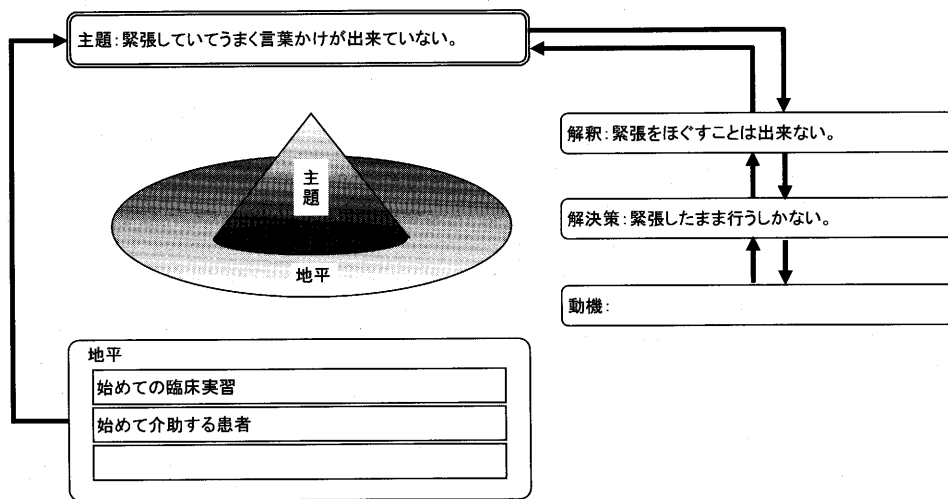 主題：緊張していてうまく言葉かけが出来ていない。
解釈：緊張をほぐすことは出来ない。
主題
解決策：緊張したまま行うしかない。
地平
動機：
地平
始めての臨床実習
始めて介助する患者